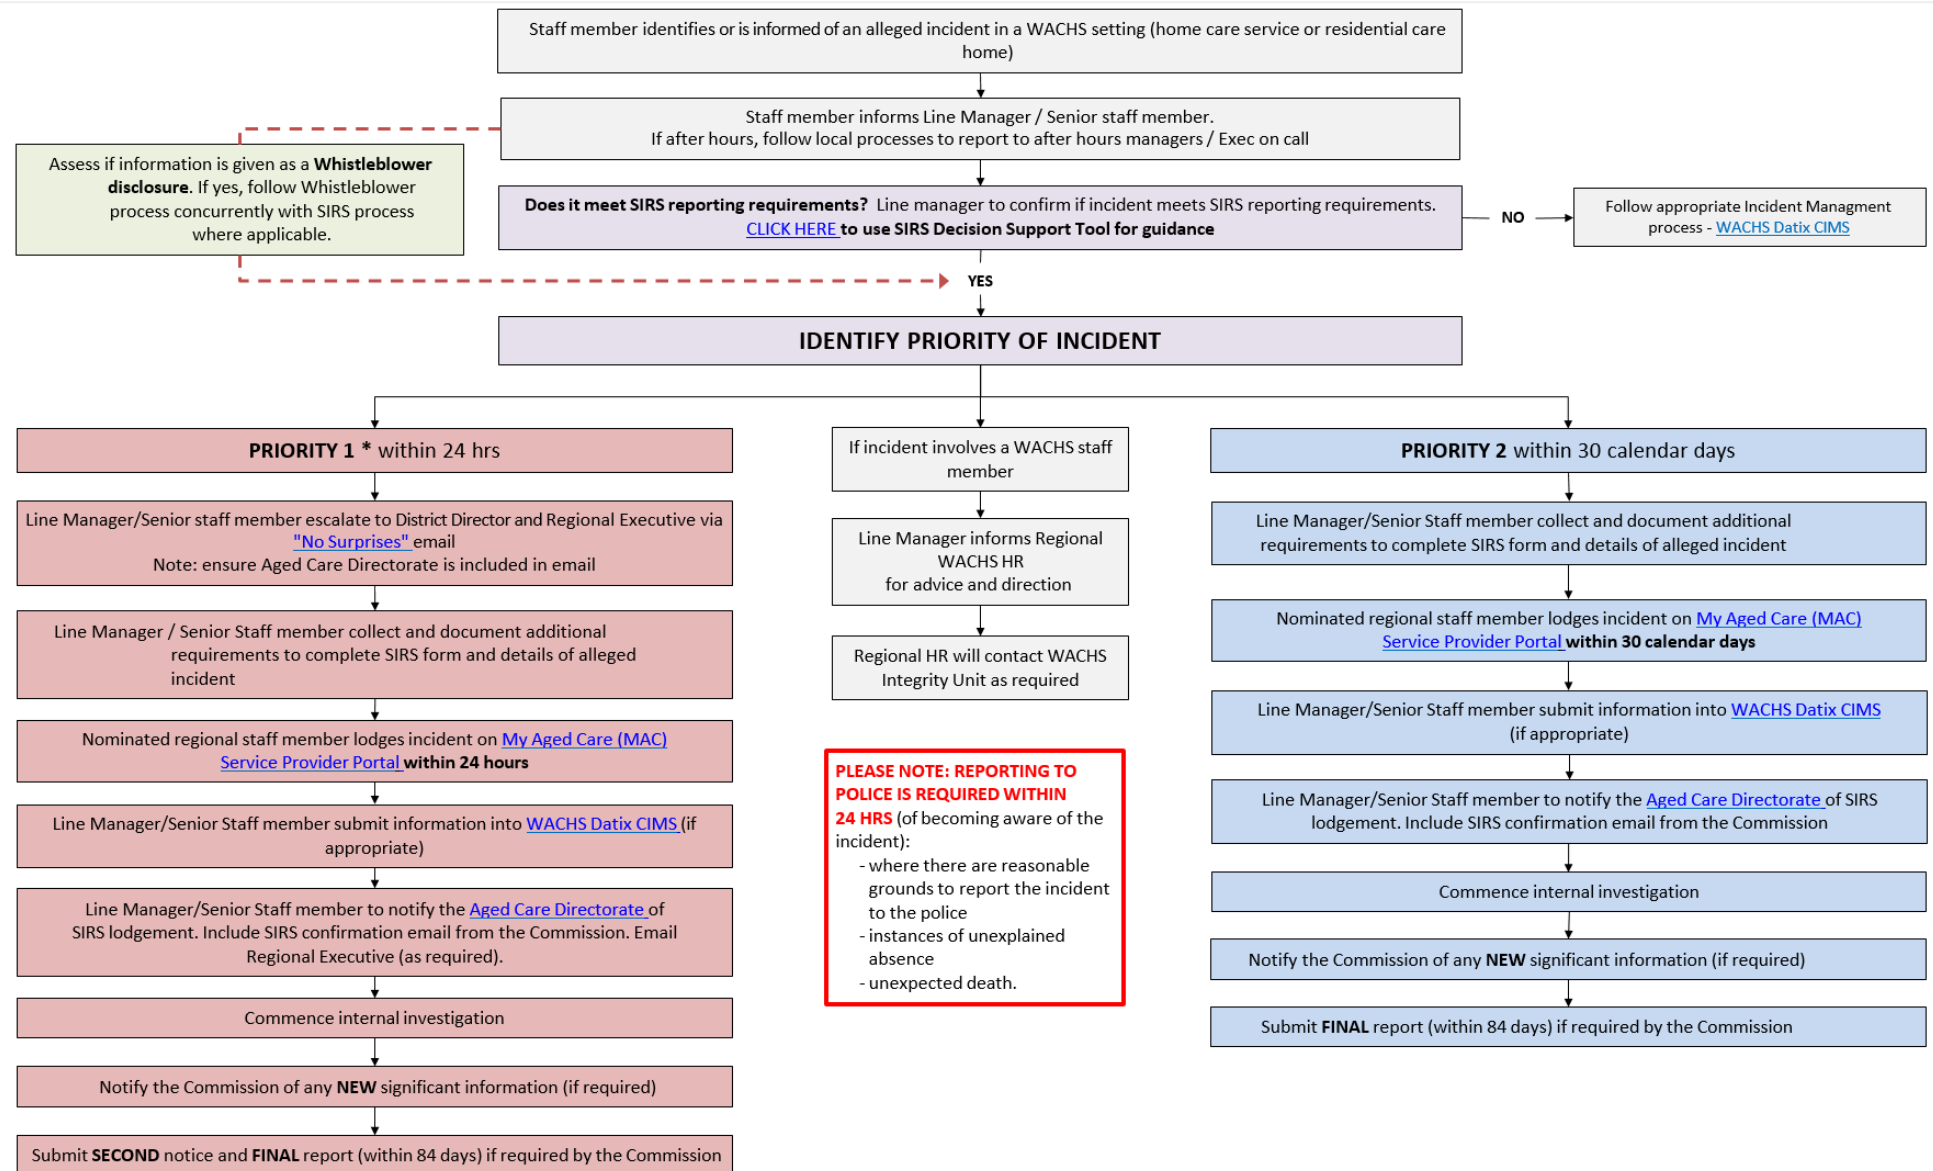 Staff member identifies or is informed of an alleged incident in a WACHS setting (home care service or residential care
home)
Staff member informs Line Manager / Senior staff member.
If after hours, follow local processes to report to after hours managers / Exec on call
Assess if information is given as a Whistleblower
disclosure. If yes, follow Whistleblower
process concurrently with SIRS process
where applicable.
Does it meet SIRS reporting requirements? Line manager to confirm if incident meets SIRS reporting requirements.
CLICK HERE to use SIRS Decision Support Tool for guidance
NO
Follow appropriate Incident Managment
process - WACHS Datix CIMS
YES
IDENTIFY PRIORITY OF INCIDENT
PRIORITY 1 * within 24 hrs
Line Manager/Senior staff member escalate to District Director and Regional Executive via
"No Surprises" email
Note: ensure Aged Care Directorate is included in email
Line Manager / Senior Staff member collect and document additional
requirements to complete SIRS form and details of alleged
incident
Nominated regional staff member lodges incident on My Aged Care (MAC)
Service Provider Portal within 24 hours
Line Manager/Senior Staff member submit information into WACHS Datix CIMS (if
appropriate)
Line Manager/Senior Staff member to notify the Aged Care Directorate of
SIRS lodgement. Include SIRS confirmation email from the Commission. Email
Regional Executive (as required).
Commence internal investigation
Notify the Commission of any NEW significant information (if required)
Submit SECOND notice and FINAL report (within 84 days) if required by the Commission
If incident involves a WACHS staff
member
Line Manager informs Regional
WACHS HR
for advice and direction
Regional HR will contact WACHS
Integrity Unit as required
PLEASE NOTE: REPORTING TO
POLICE IS REQUIRED WITHIN
24 HRS (of becoming aware of the
incident):
- where there are reasonable
grounds to report the incident
to the police
- instances of unexplained
absence
- unexpected death.
PRIORITY 2 within 30 calendar days
Line Manager/Senior Staff member collect and document additional
requirements to complete SIRS form and details of alleged incident
Nominated regional staff member lodges incident on My Aged Care (MAC)
Service Provider Portal within 30 calendar days
Line Manager/Senior Staff member submit information into WACHS Datix CIMS
(if appropriate)
Line Manager/Senior Staff member to notify the Aged Care Directorate of SIRS
lodgement. Include SIRS confirmation email from the Commission
Commence internal investigation
Notify the Commission of any NEW significant information (if required)
Submit FINAL report (within 84 days) if required by the Commission